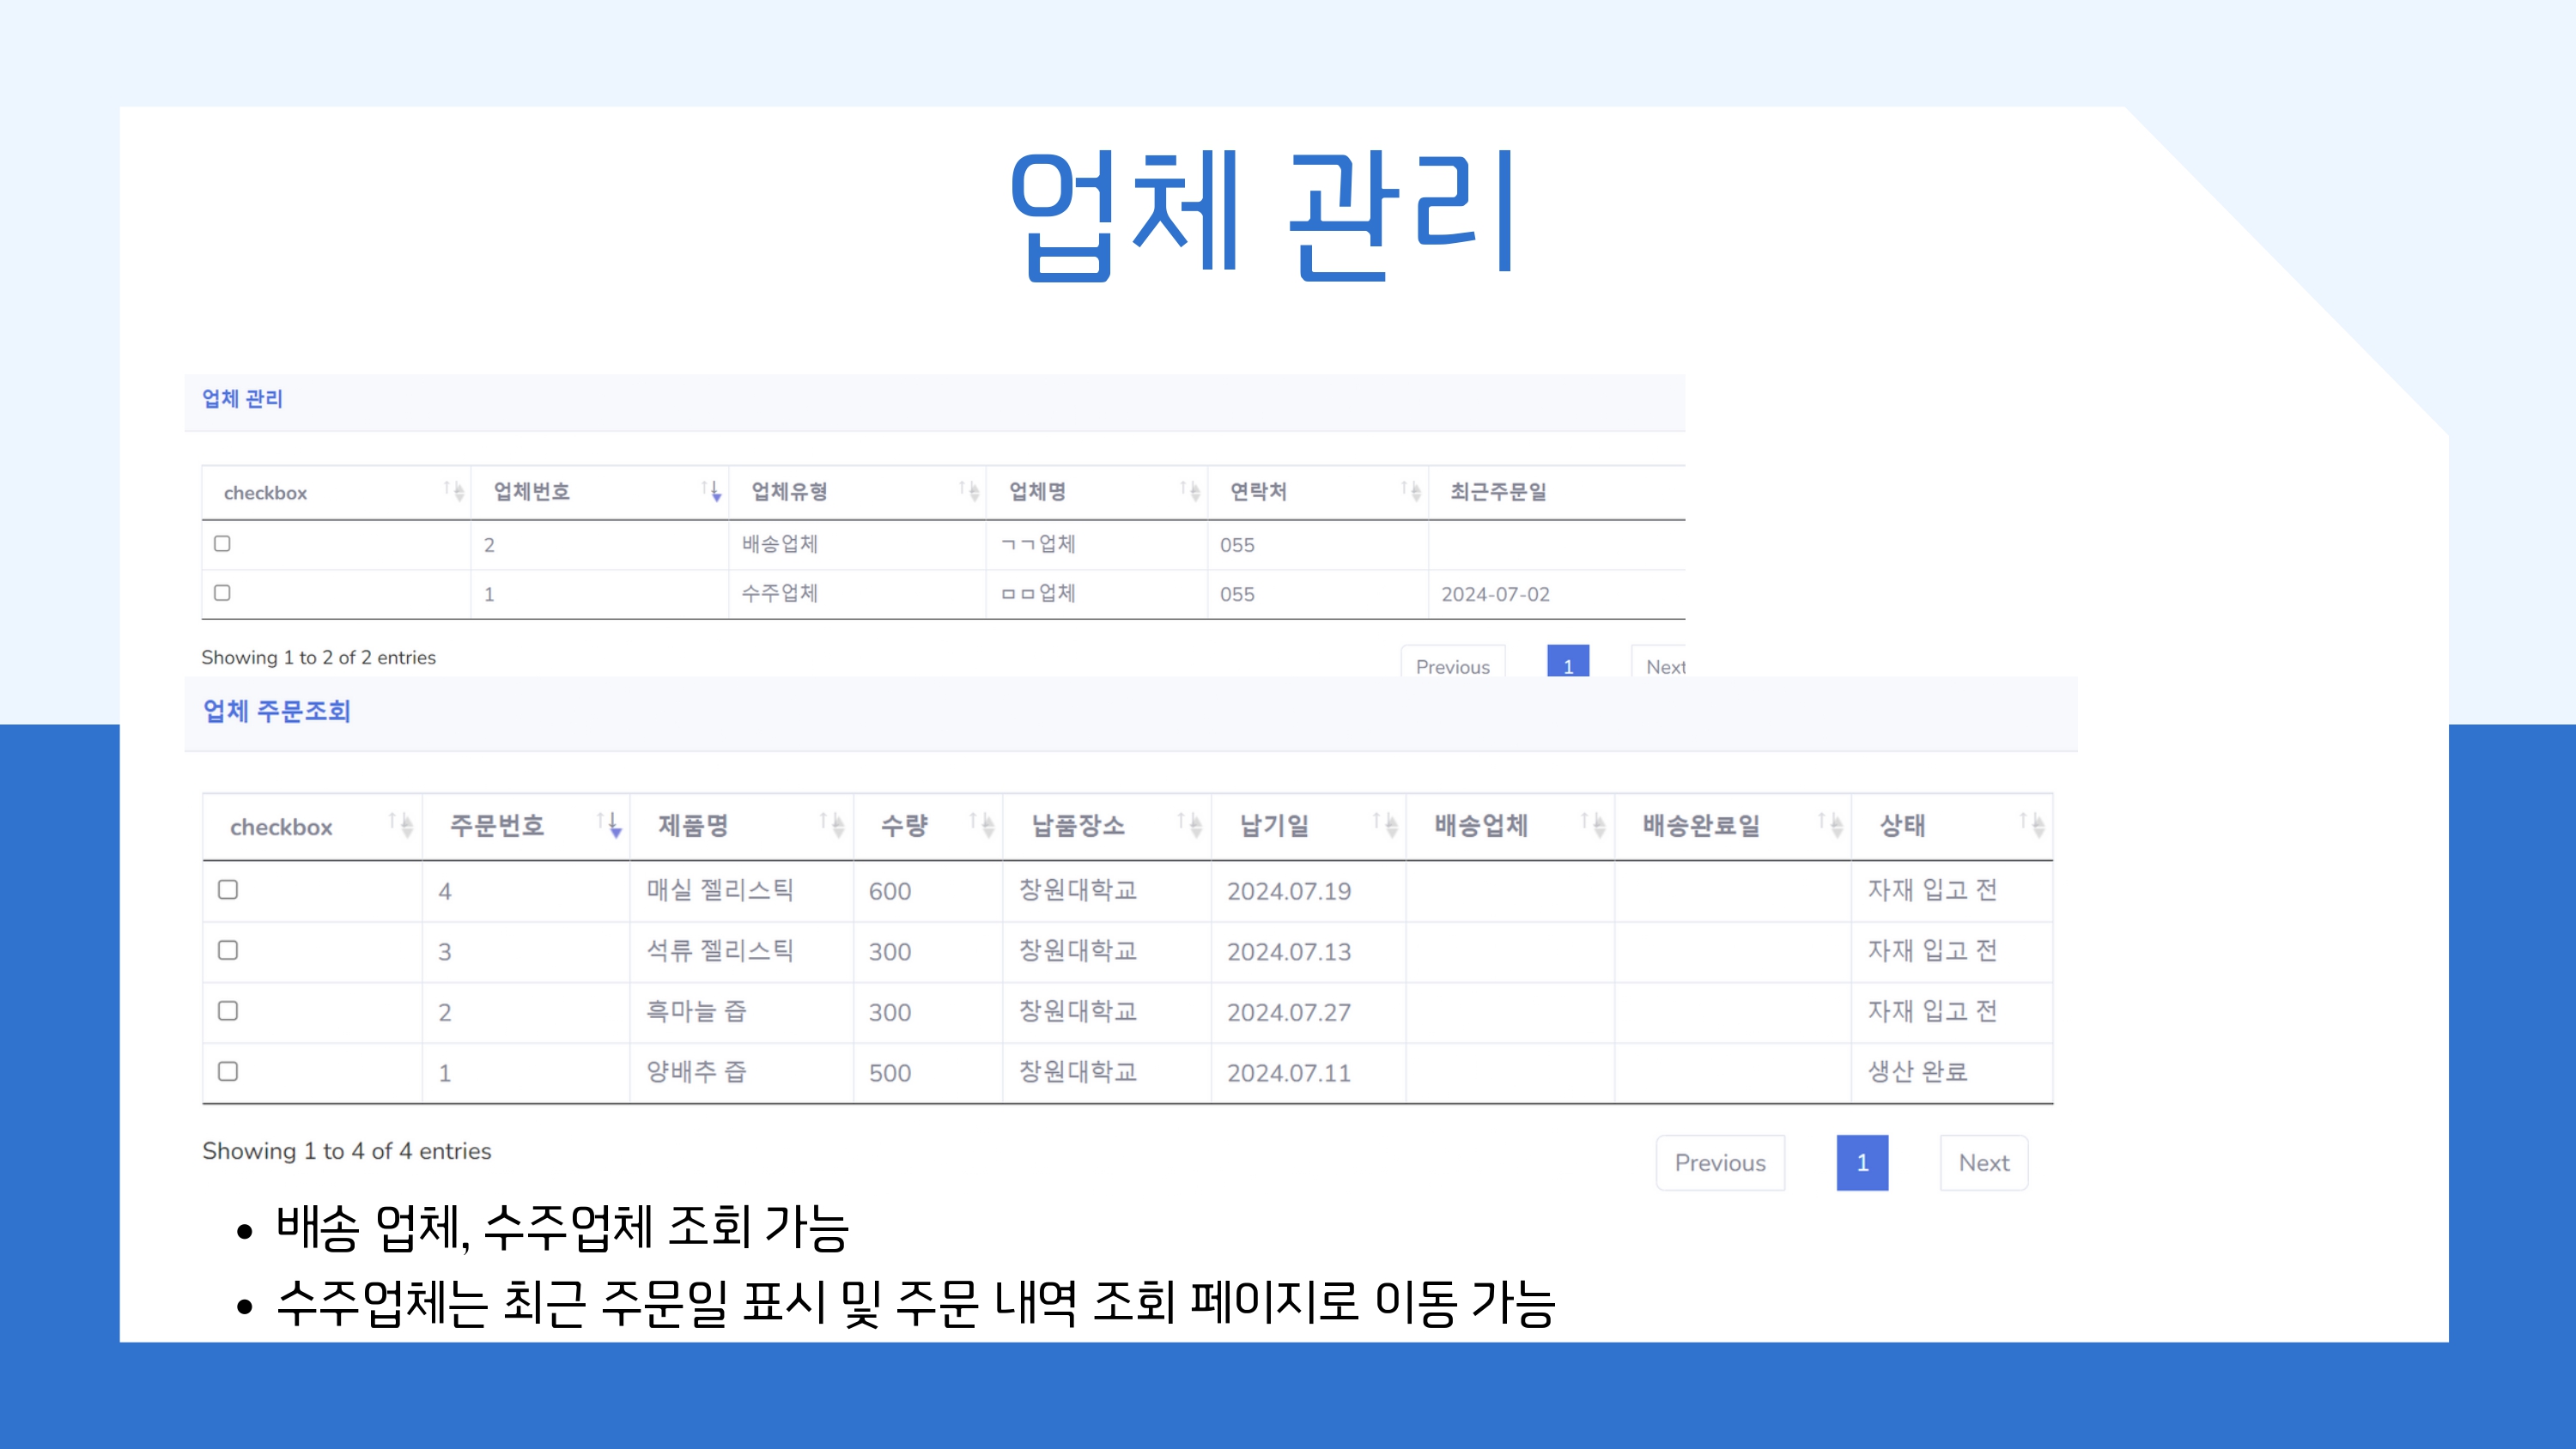 업체 관리
업체 관리
checkbox 업체번호 업체유형 업체명 연락처 최근주문일
2 배송업체 ㄱㄱ업체 055
1 수주업체 ㅁㅁ업체 055 2024-07-02
Showing 1 to 2 of 2 entries
Previous 1 Next
업체 주문조회
checkbox 주문번호 제품명 수량 납품장소 납기일 배송업체 배송완료일 상태
4 매실 젤리스틱 600 창원대학교 2024.07.19 자재 입고 전
3 석류 젤리스틱 300 창원대학교 2024.07.13 자재 입고 전
2 흑마늘 즙 300 창원대학교 2024.07.27 자재 입고 전
1 양배추 즙 500 창원대학교 2024.07.11 생산 완료
Showing 1 to 4 of 4 entries
Previous 1 Next
• 배송 업체, 수주업체 조회 가능
• 수주업체는 최근 주문일 표시 및 주문 내역 조회 페이지로 이동 가능